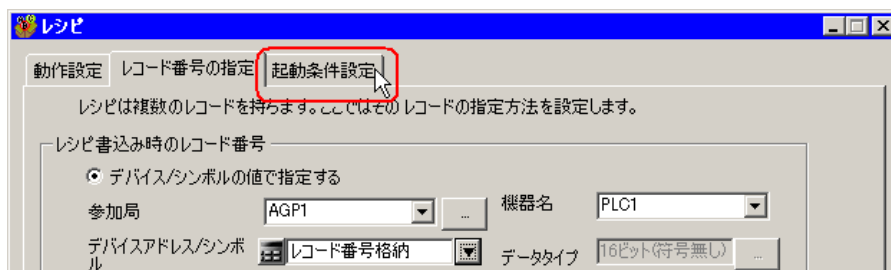 レシピ
動作設定 レコード番号の指定 起動条件設定
レシピは複数のレコードを持ちます。ここではそのレコードの指定方法を設定します。
レシピ書込み時のレコード番号
デバイス/シンボルの値で指定する
参加局 AGP1 ... 機器名 PLC1
デバイスアドレス/シンボル レコード番号格納 データタイプ 16ビット(符号無し) ...